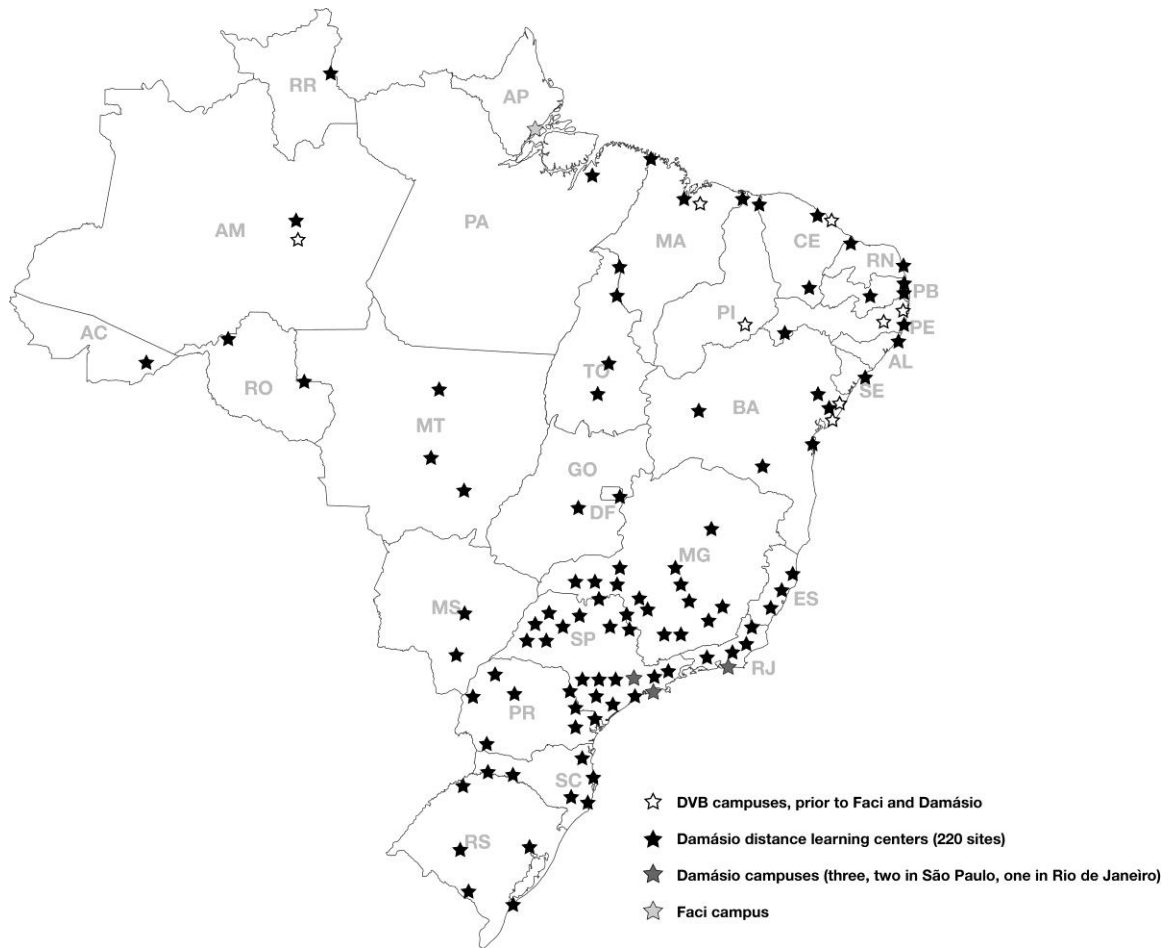 RR
AP
AM
PA
MA
CE
RN
PB
PI
PE
AC
AL
TO
SE
RO
BA
MT
GO
DF
MG
MS
ES
SP
RJ
PR
SC
DVB campuses, prior to Faci and Damásio
Damásio distance learning centers (220 sites)
RS
Damásio campuses (three, two in São Paulo, one in Rio de Janeiro)
Faci campus